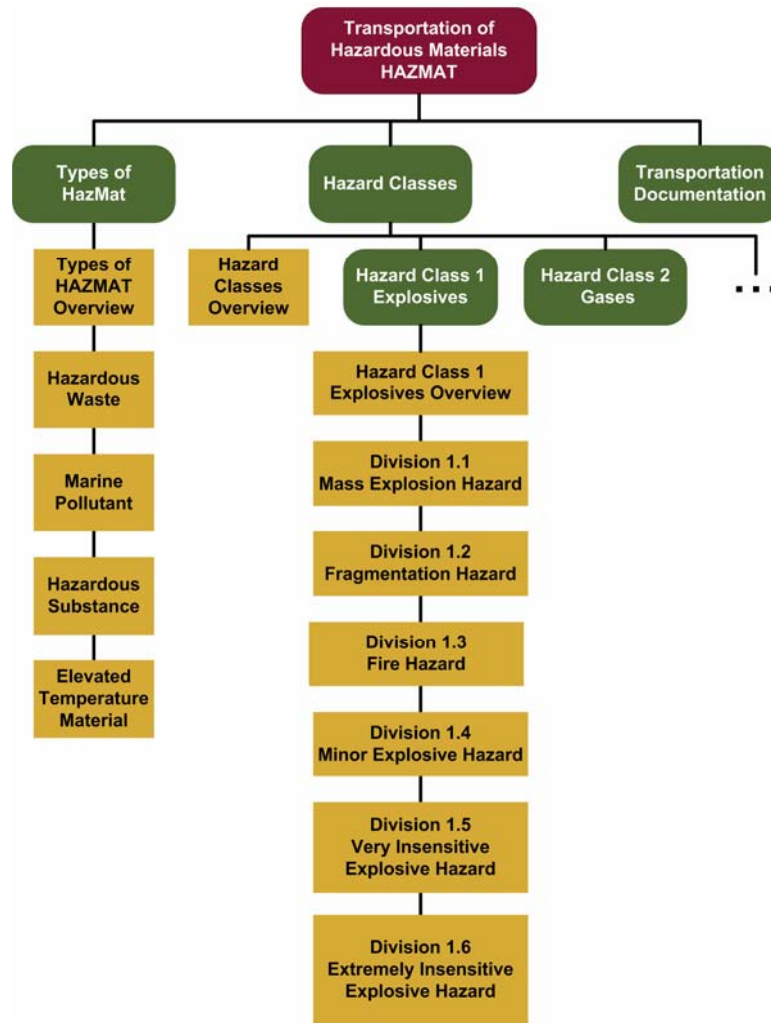 Transportation of
Hazardous Materials
HAZMAT
Types of
HazMat
Hazard Classes
Transportation
Documentation
Types of
HAZMAT
Overview
Hazard
Classes
Overview
Hazard Class 1
Explosives
Hazard Class 2
Gases
...
Hazardous
Waste
Marine
Pollutant
Hazardous
Substance
Elevated
Temperature
Material
Hazard Class 1
Explosives Overview
Division 1.1
Mass Explosion Hazard
Division 1.2
Fragmentation Hazard
Division 1.3
Fire Hazard
Division 1.4
Minor Explosive Hazard
Division 1.5
Very Insensitive
Explosive Hazard
Division 1.6
Extremely Insensitive
Explosive Hazard